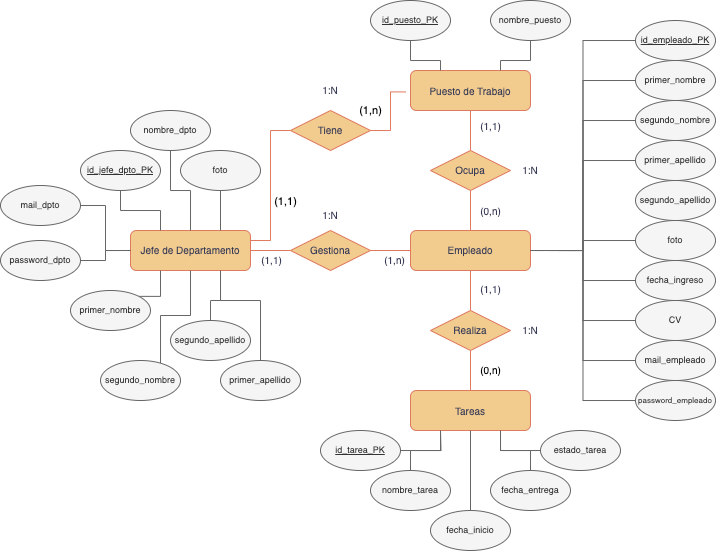 id_puesto_PK
nombre_puesto
id_empleado_PK
primer_nombre
segundo_nombre
primer_apellido
segundo_apellido
foto
fecha_ingreso
CV
mail_empleado
password_empleado
Puesto de Trabajo
1:N
(1,n)
Tiene
(1,1)
(1,1)
Ocupa
1:N
(0,n)
nombre_dpto
id_jefe_dpto_PK
foto
mail_dpto
password_dpto
Jefe de Departamento
primer_nombre
segundo_apellido
segundo_nombre
primer_apellido
1:N
(1,1)
Gestiona
(1,n)
Empleado
(1,1)
Realiza
1:N
(0,n)
Tareas
id_tarea_PK
nombre_tarea
fecha_inicio
fecha_entrega
estado_tarea